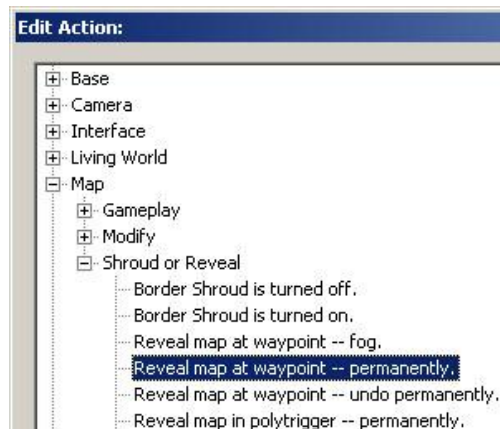 Edit Action:
Base
Camera
Interface
Living World
Map
Gameplay
Modify
Shroud or Reveal
Border Shroud is turned off.
Border Shroud is turned on.
Reveal map at waypoint -- fog.
Reveal map at waypoint -- permanently.
Reveal map at waypoint -- undo permanently.
Reveal map in polytrigger -- permanently.